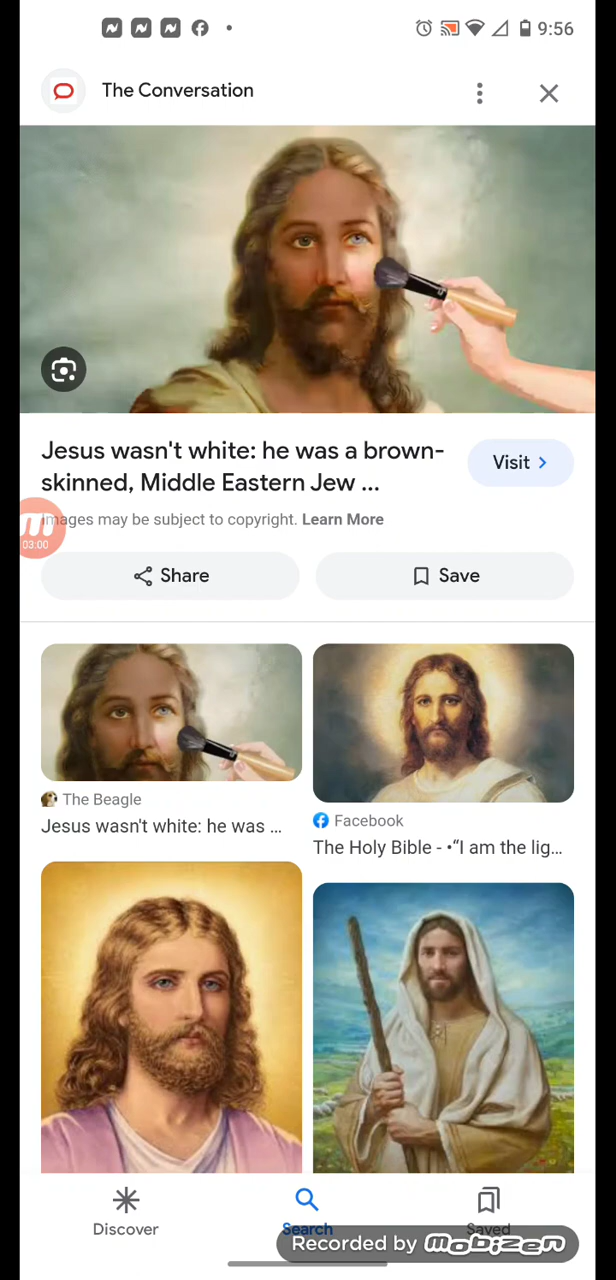 9:56
The Conversation
Jesus wasn't white: he was a brown-
Visit
skinned, Middle Eastern Jew ...
Images may be subject to copyright. Learn More
03:00
Share
Save
The Beagle
Jesus wasn't white: he was ...
Facebook
The Holy Bible - •“I am the lig...
Discover
Search
Saved
Recorded by mobizen